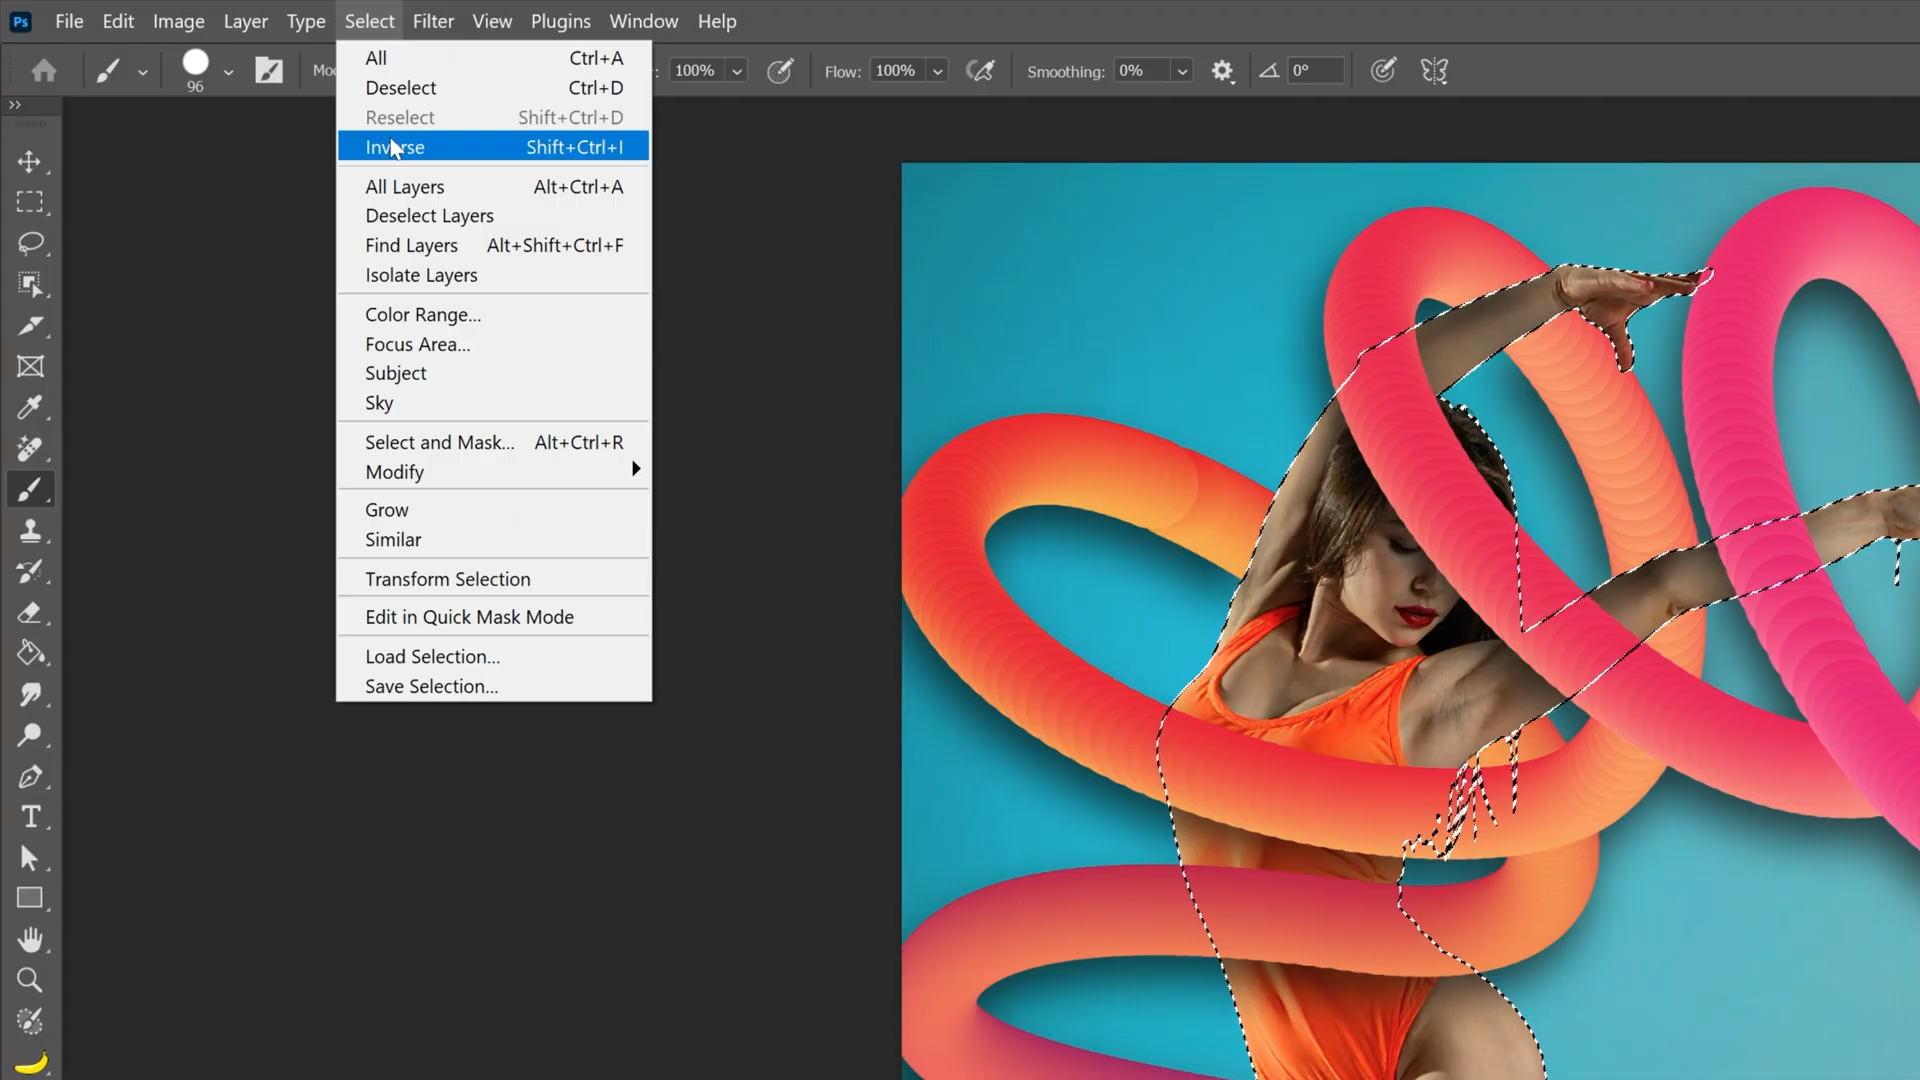 Ps File Edit Image Layer Type Select Filter View Plugins Window Help
: 100% Flow: 100% Smoothing: 0% 0°
96
All Ctrl+A
Deselect Ctrl+D
Reselect Shift+Ctrl+D
Inverse Shift+Ctrl+I
All Layers Alt+Ctrl+A
Deselect Layers
Find Layers Alt+Shift+Ctrl+F
Isolate Layers
Color Range...
Focus Area...
Subject
Sky
Select and Mask... Alt+Ctrl+R
Modify
Grow
Similar
Transform Selection
Edit in Quick Mask Mode
Load Selection...
Save Selection...